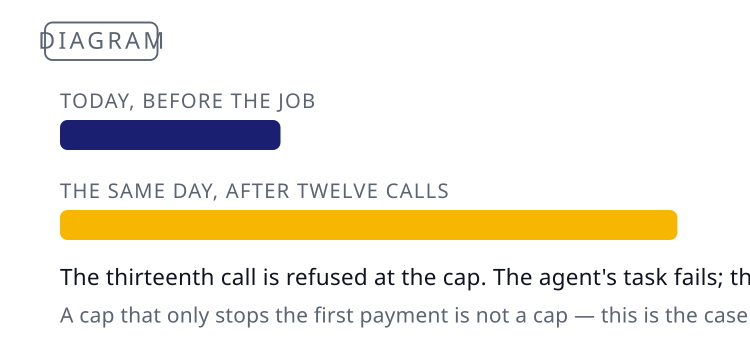 DIAGRAM
TODAY, BEFORE THE JOB
THE SAME DAY, AFTER TWELVE CALLS
The thirteenth call is refused at the cap. The agent's task fails;
A cap that only stops the first payment is not a cap — this is the case